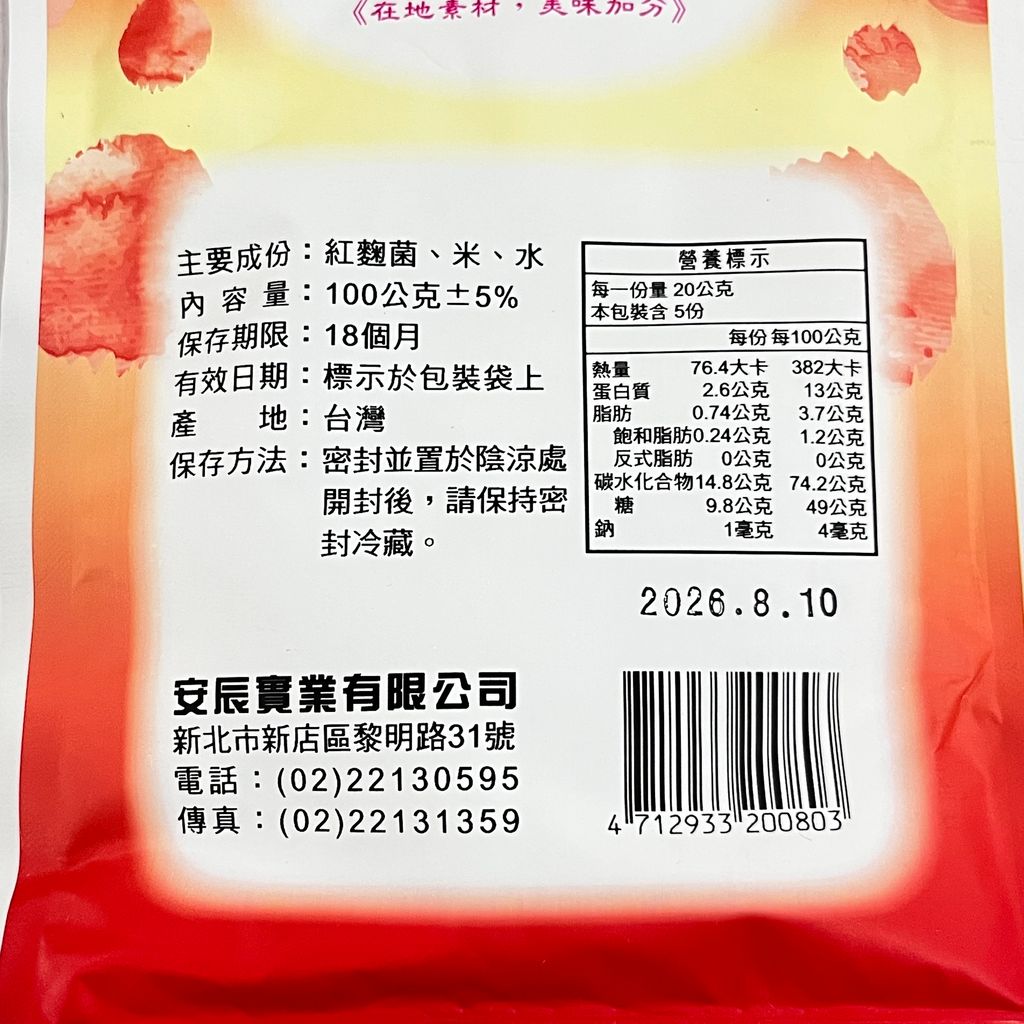 《在地素材，美味加分》
主要成份：紅麴菌、米、水
內容量：100公克±5%
保存期限：18個月
有效日期：標示於包裝袋上
產 地：台灣
保存方法：密封並置於陰涼處
開封後，請保持密
封冷藏。
營養標示
每一份量 20公克
本包裝含 5份
每份 每100公克
熱量 76.4大卡 382大卡
蛋白質 2.6公克 13公克
脂肪 0.74公克 3.7公克
飽和脂肪 0.24公克 1.2公克
反式脂肪 0公克 0公克
碳水化合物 14.8公克 74.2公克
糖 9.8公克 49公克
鈉 1毫克 4毫克
2026.8.10
安辰實業有限公司
新北市新店區黎明路31號
電話：(02)22130595
傳真：(02)22131359
4 712933 200803